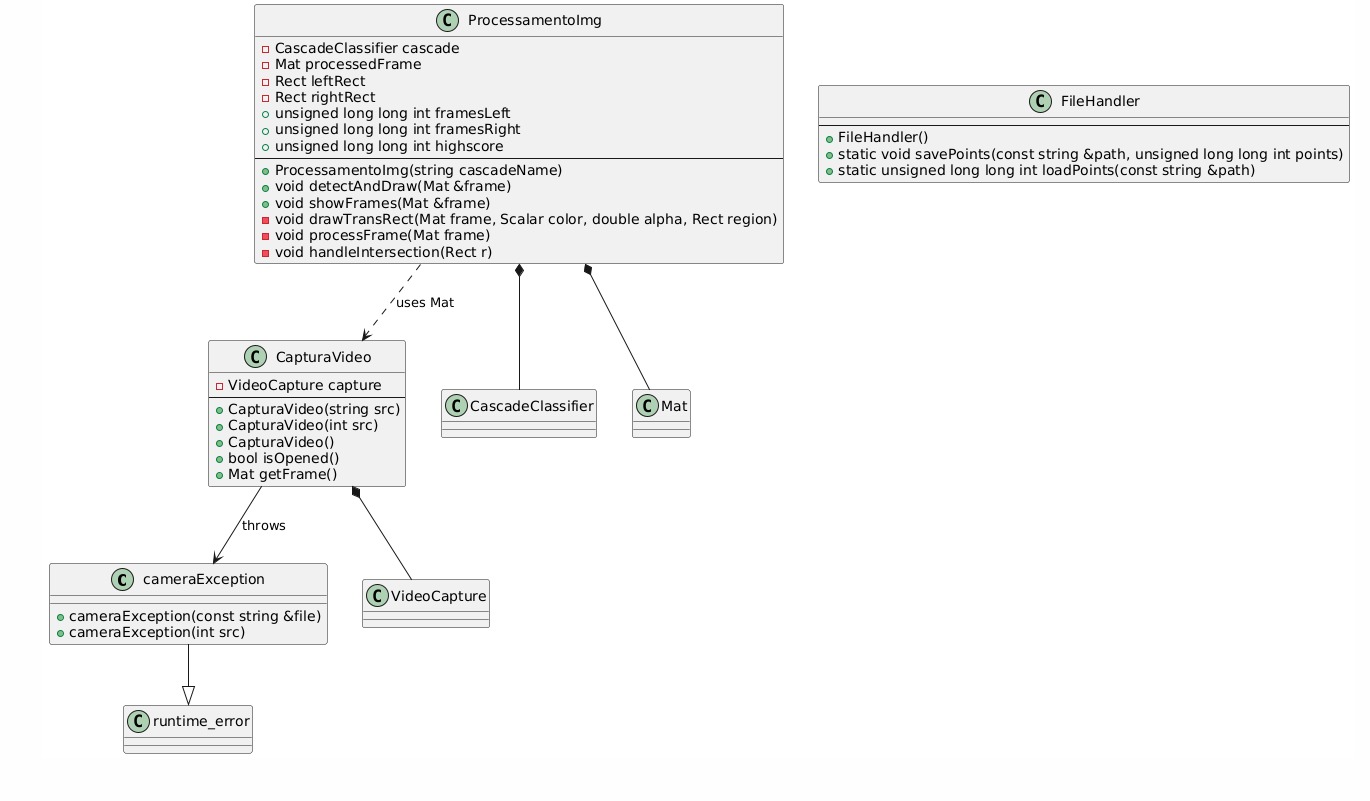 C ProcessamentoImg
CascadeClassifier cascade
Mat processedFrame
Rect leftRect
Rect rightRect
unsigned long long int framesLeft
unsigned long long int framesRight
unsigned long long int highscore
ProcessamentoImg(string cascadeName)
void detectAndDraw(Mat &frame)
void showFrames(Mat &frame)
void drawTransRect(Mat frame, Scalar color, double alpha, Rect region)
void processFrame(Mat frame)
void handleIntersection(Rect r)
C FileHandler
FileHandler()
static void savePoints(const string &path, unsigned long long int points)
static unsigned long long int loadPoints(const string &path)
uses Mat
C CapturaVideo
VideoCapture capture
CapturaVideo(string src)
CapturaVideo(int src)
CapturaVideo()
bool isOpened()
Mat getFrame()
C CascadeClassifier
C Mat
throws
C cameraException
cameraException(const string &file)
cameraException(int src)
C VideoCapture
C runtime_error